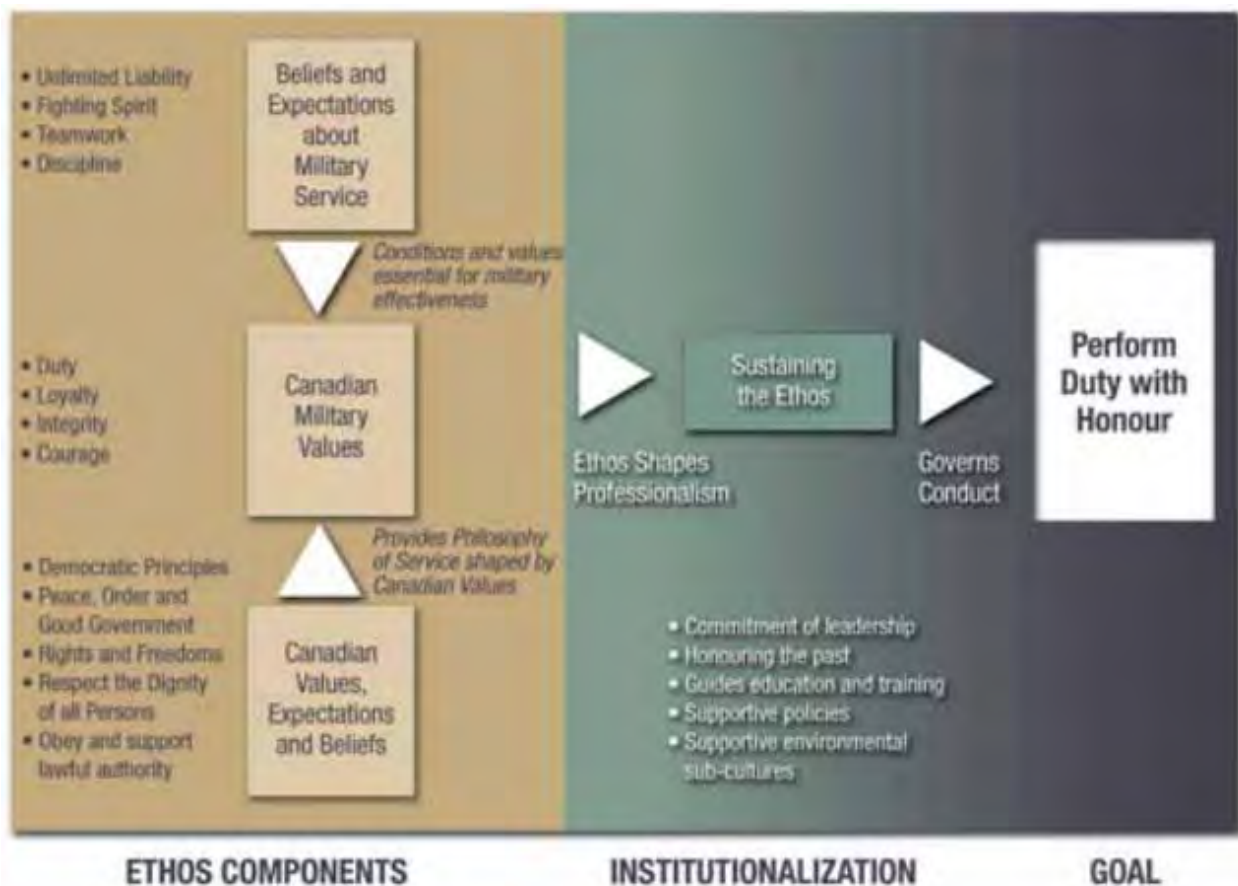 • Unlimited Liability
• Fighting Spirit
• Teamwork
• Discipline
Beliefs and
Expectations
about
Military
Service
Conditions and values
essential for military
effectiveness
• Duty
• Loyalty
• Integrity
• Courage
Canadian
Military
Values
Provides Philosophy
of Service shaped by
Canadian Values
• Democratic Principles
• Peace, Order and
Good Government
• Rights and Freedoms
• Respect the Dignity
of all Persons
• Obey and support
lawful authority
Canadian
Values,
Expectations
and Beliefs
Ethos Shapes
Professionalism
Sustaining
the Ethos
Governs
Conduct
• Commitment of leadership
• Honouring the past
• Guides education and training
• Supportive policies
• Supportive environmental
sub-cultures
Perform
Duty with
Honour
ETHOS COMPONENTS
INSTITUTIONALIZATION
GOAL